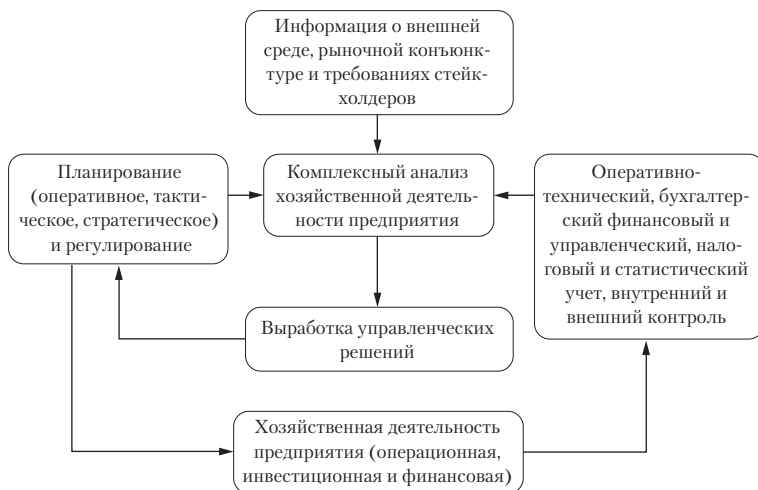 Информация о внешней
среде, рыночной конъюнк-
туре и требованиях стейк-
холдеров
Планирование
(оперативное, такти-
ческое, стратегическое)
и регулирование
Комплексный анализ
хозяйственной деятель-
ности предприятия
Оперативно-
технический, бухгалтер-
ский финансовый и
управленческий, нало-
говый и статистический
учет, внутренний и
внешний контроль
Выработка управленческих
решений
Хозяйственная деятельность
предприятия (операционная,
инвестиционная и финансовая)